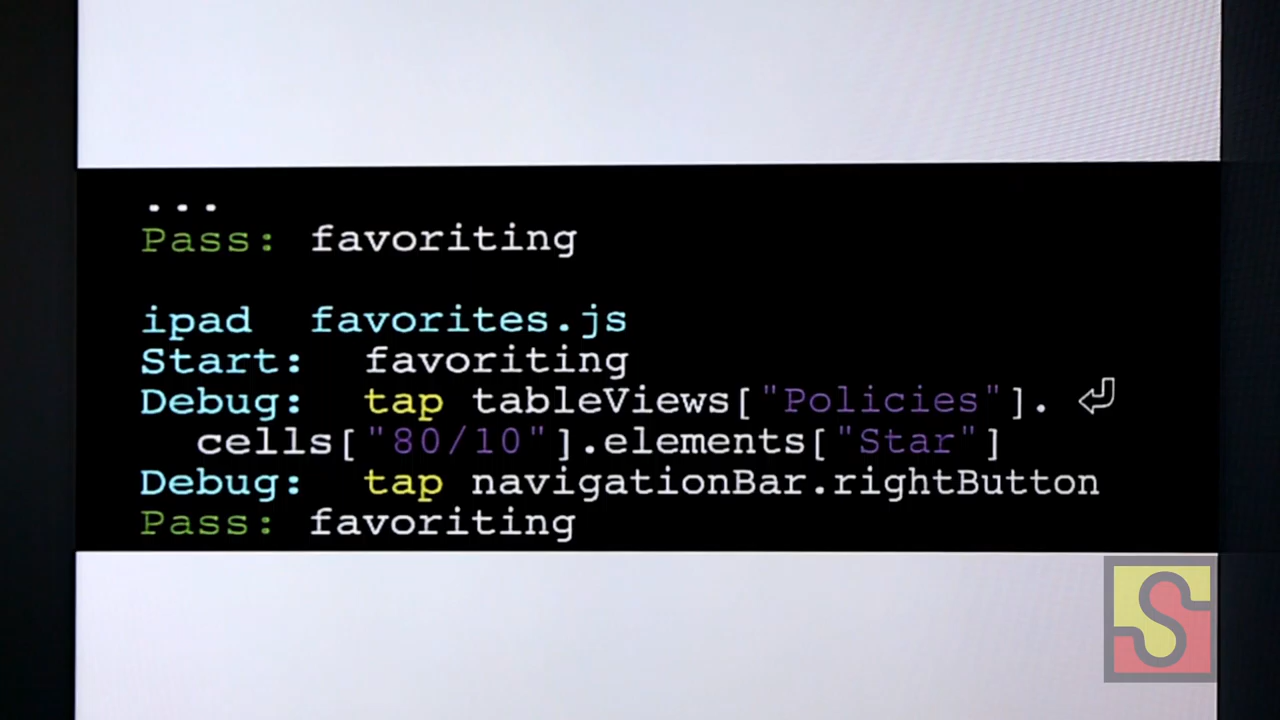 ...
Pass: favoriting
ipad favorites.js
Start: favoriting
Debug: tap tableViews["Policies"]. ⏎
cells["80/10"].elements["Star"]
Debug: tap navigationBar.rightButton
Pass: favoriting
S